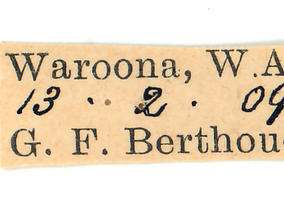 Waroona, W.A
13 · 2 · 09
G. F. Berthou